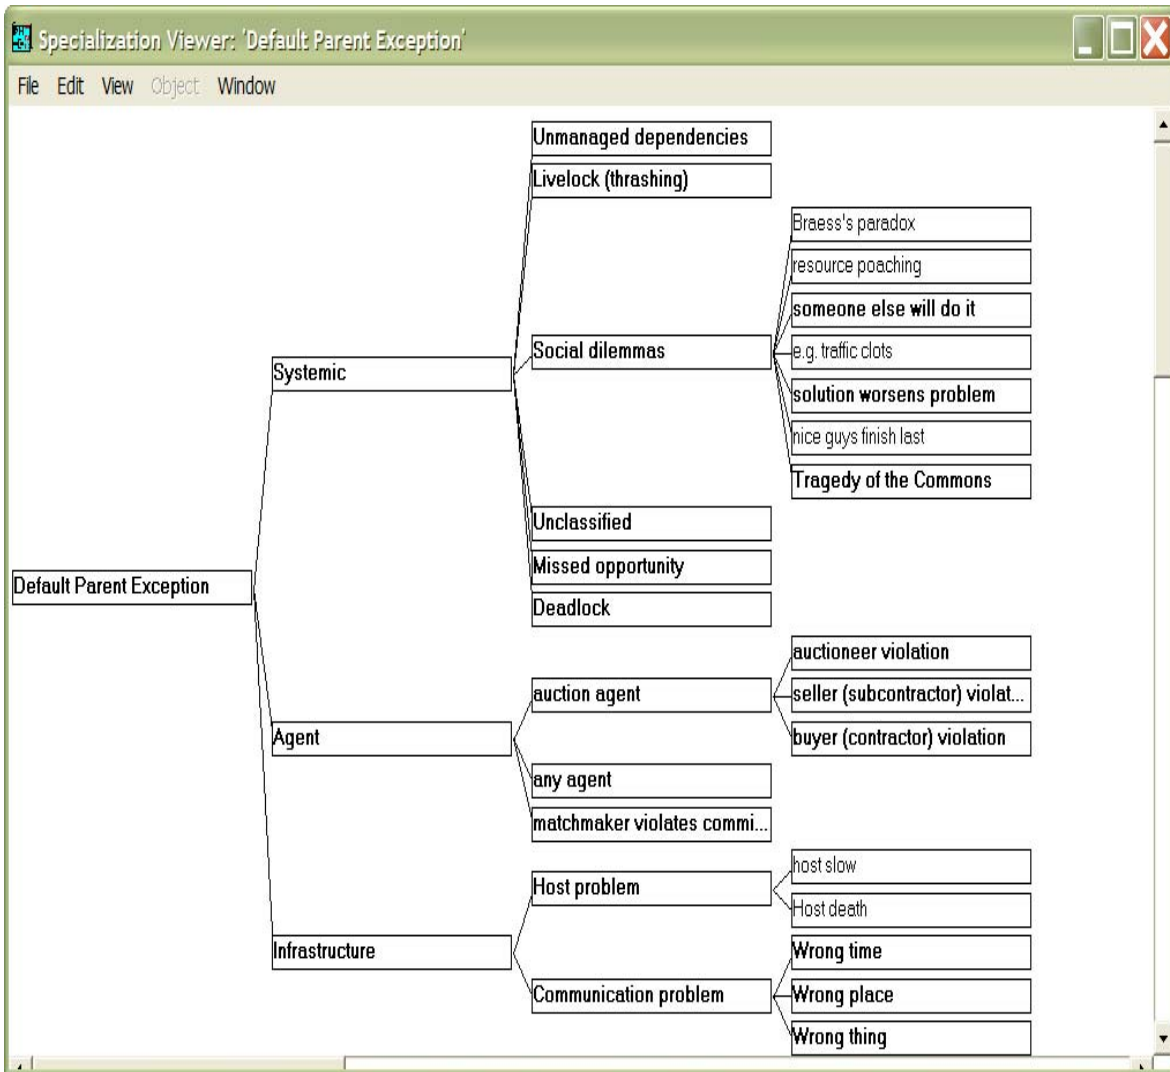 Specialization Viewer: 'Default Parent Exception'
File Edit View Object Window
Default Parent Exception
Systemic
Unmanaged dependencies
Livelock (thrashing)
Social dilemmas
Braess's paradox
resource poaching
someone else will do it
e.g. traffic clots
solution worsens problem
nice guys finish last
Tragedy of the Commons
Unclassified
Missed opportunity
Deadlock
Agent
auction agent
auctioneer violation
seller (subcontractor) violat...
buyer (contractor) violation
any agent
matchmaker violates commi...
Infrastructure
Host problem
host slow
Host death
Communication problem
Wrong time
Wrong place
Wrong thing